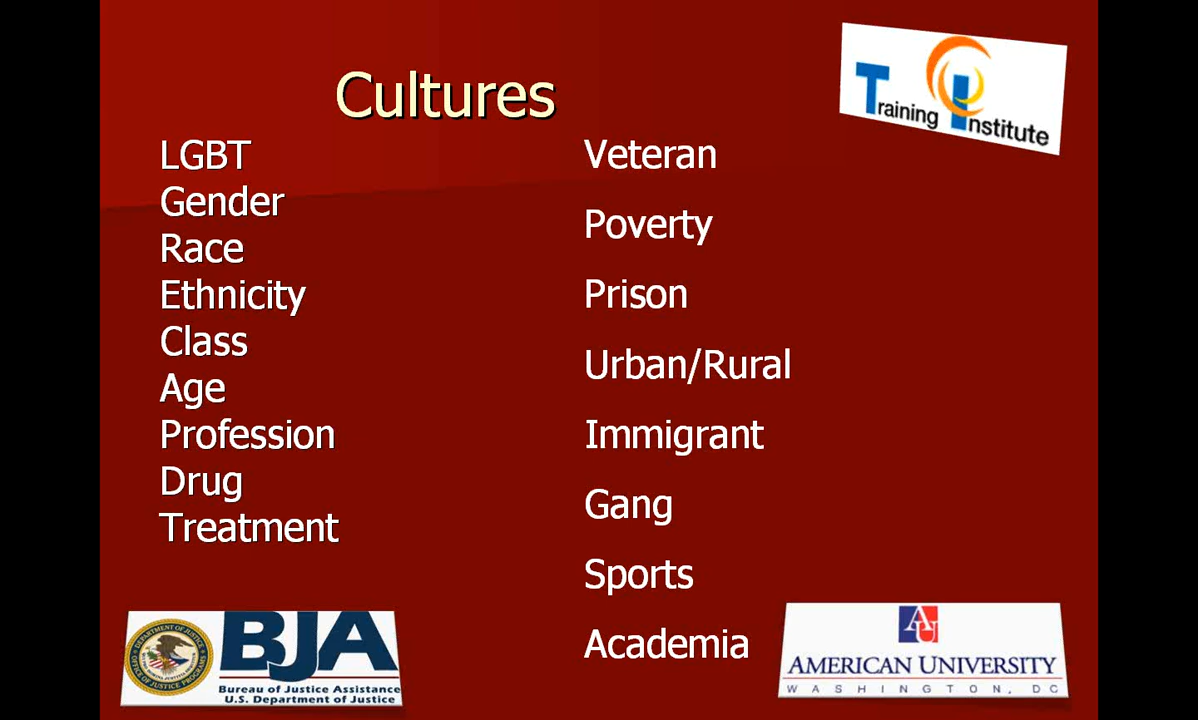 Cultures
LGBT
Gender
Race
Ethnicity
Class
Age
Profession
Drug
Treatment
Veteran
Poverty
Prison
Urban/Rural
Immigrant
Gang
Sports
Academia
Training
Institute
BJA
Bureau of Justice Assistance
U.S. Department of Justice
AU
AMERICAN UNIVERSITY
WASHINGTON, DC